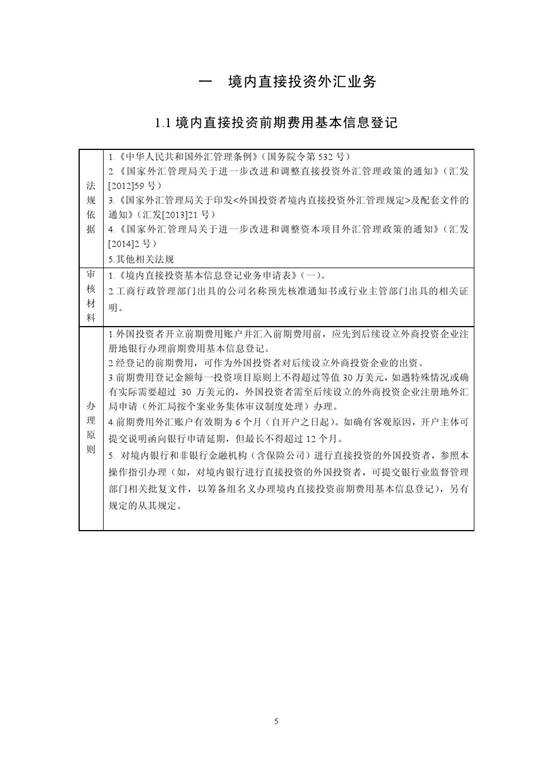 一 境内直接投资外汇业务
1.1 境内直接投资前期费用基本信息登记
法规依据
1.《中华人民共和国外汇管理条例》（国务院令第 532 号）
2.《国家外汇管理局关于进一步改进和调整直接投资外汇管理政策的通知》（汇发
[2012]59 号）
3.《国家外汇管理局关于印发<外国投资者境内直接投资外汇管理规定>及配套文件的
通知》（汇发[2013]21 号）
4.《国家外汇管理局关于进一步改进和调整资本项目外汇管理政策的通知》（汇发
[2014]2 号）
5.其他相关法规
审核材料
1.《境内直接投资基本信息登记业务申请表》（一）。
2.工商行政管理部门出具的公司名称预先核准通知书或行业主管部门出具的相关证
明。
办理原则
1.外国投资者开立前期费用账户并汇入前期费用前，应先到后续设立外商投资企业注
册地银行办理前期费用基本信息登记。
2.经登记的前期费用，可作为外国投资者对后续设立外商投资企业的出资。
3.前期费用登记金额每一投资项目原则上不得超过等值 30 万美元，如遇特殊情况或确
有实际需要超过 30 万美元的，外国投资者需至后续设立的外商投资企业注册地外汇
局申请（外汇局按个案业务集体审议制度处理）办理。
4.前期费用外汇账户有效期为 6 个月（自开户之日起）。如确有客观原因，开户主体可
提交说明函向银行申请延期，但最长不得超过 12 个月。
5. 对境内银行和非银行金融机构（含保险公司）进行直接投资的外国投资者，参照本
操作指引办理（如，对境内银行进行直接投资的外国投资者，可提交银行业监督管理
部门相关批复文件，以筹备组名义办理境内直接投资前期费用基本信息登记），另有
规定的从其规定。
5